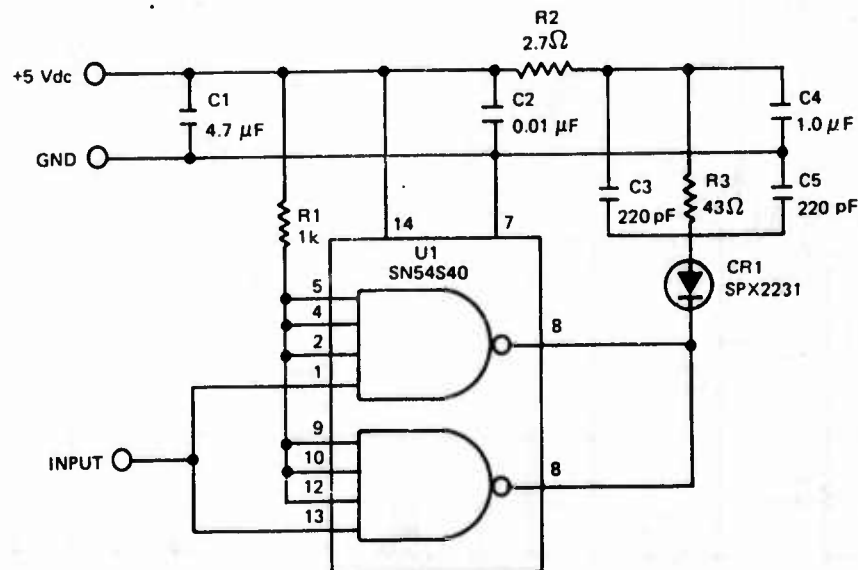 R2
2.7Ω
+5 Vdc
C1
4.7 μF
C2
0.01 μF
C4
1.0 μF
GND
C3
220 pF
R3
43Ω
C5
220 pF
R1
1k
14
7
U1
SN54S40
CR1
SPX2231
5
4
2
1
8
INPUT
9
10
12
13
8